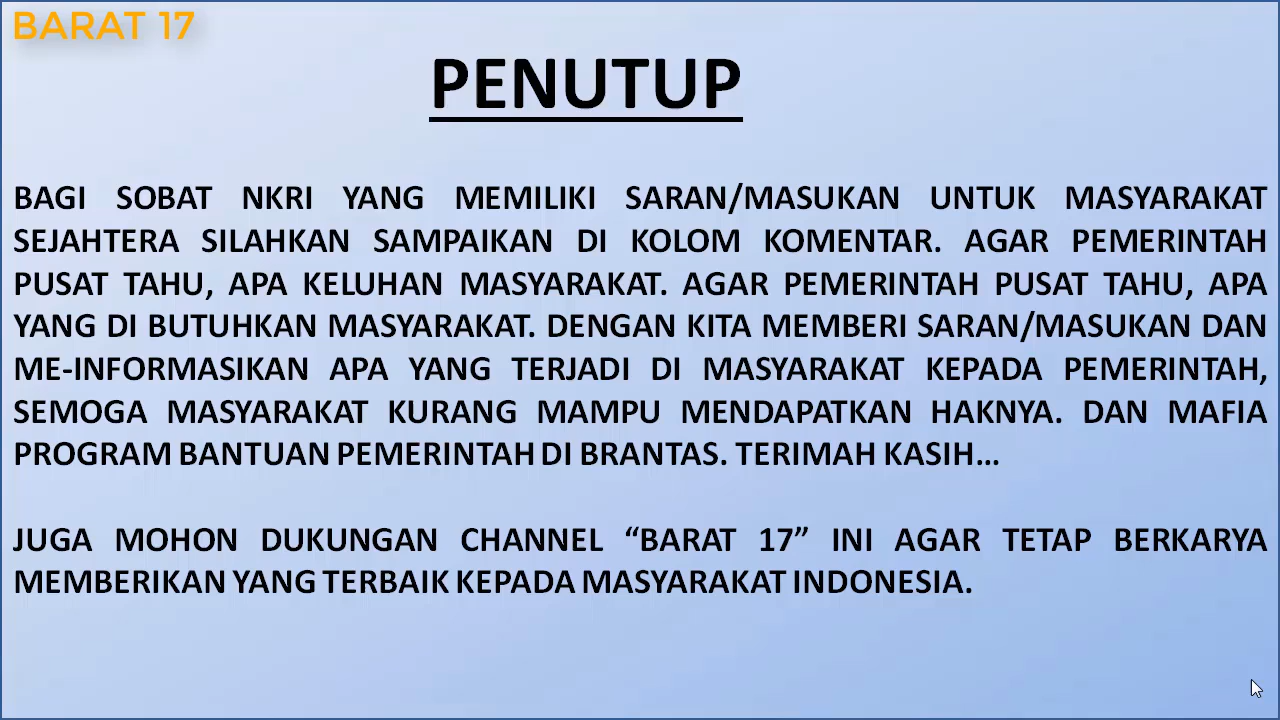 BARAT 17
PENUTUP
BAGI SOBAT NKRI YANG MEMILIKI SARAN/MASUKAN UNTUK MASYARAKAT
SEJAHTERA SILAHKAN SAMPAIKAN DI KOLOM KOMENTAR. AGAR PEMERINTAH
PUSAT TAHU, APA KELUHAN MASYARAKAT. AGAR PEMERINTAH PUSAT TAHU, APA
YANG DI BUTUHKAN MASYARAKAT. DENGAN KITA MEMBERI SARAN/MASUKAN DAN
ME-INFORMASIKAN APA YANG TERJADI DI MASYARAKAT KEPADA PEMERINTAH,
SEMOGA MASYARAKAT KURANG MAMPU MENDAPATKAN HAKNYA. DAN MAFIA
PROGRAM BANTUAN PEMERINTAH DI BRANTAS. TERIMAH KASIH...
JUGA MOHON DUKUNGAN CHANNEL “BARAT 17” INI AGAR TETAP BERKARYA
MEMBERIKAN YANG TERBAIK KEPADA MASYARAKAT INDONESIA.